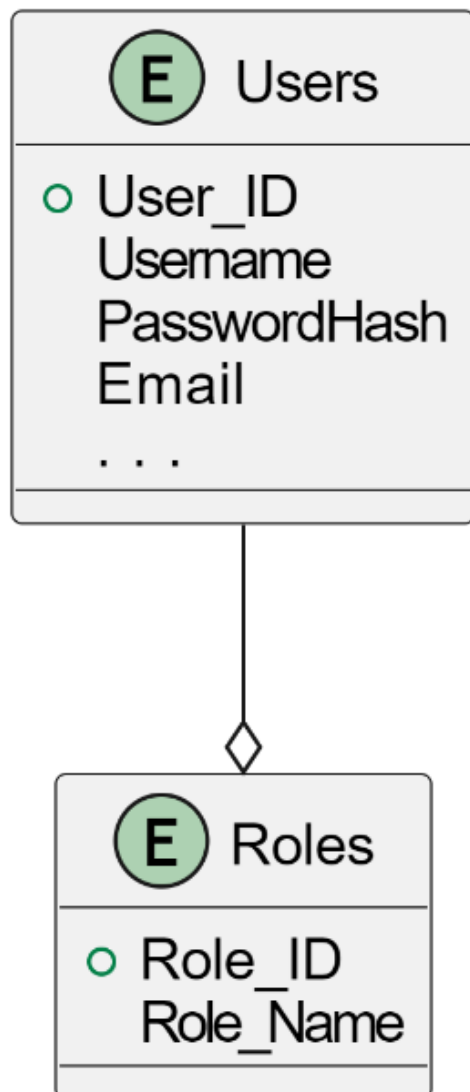 E Users
User_ID
Username
PasswordHash
Email
. . .
E Roles
Role_ID
Role_Name